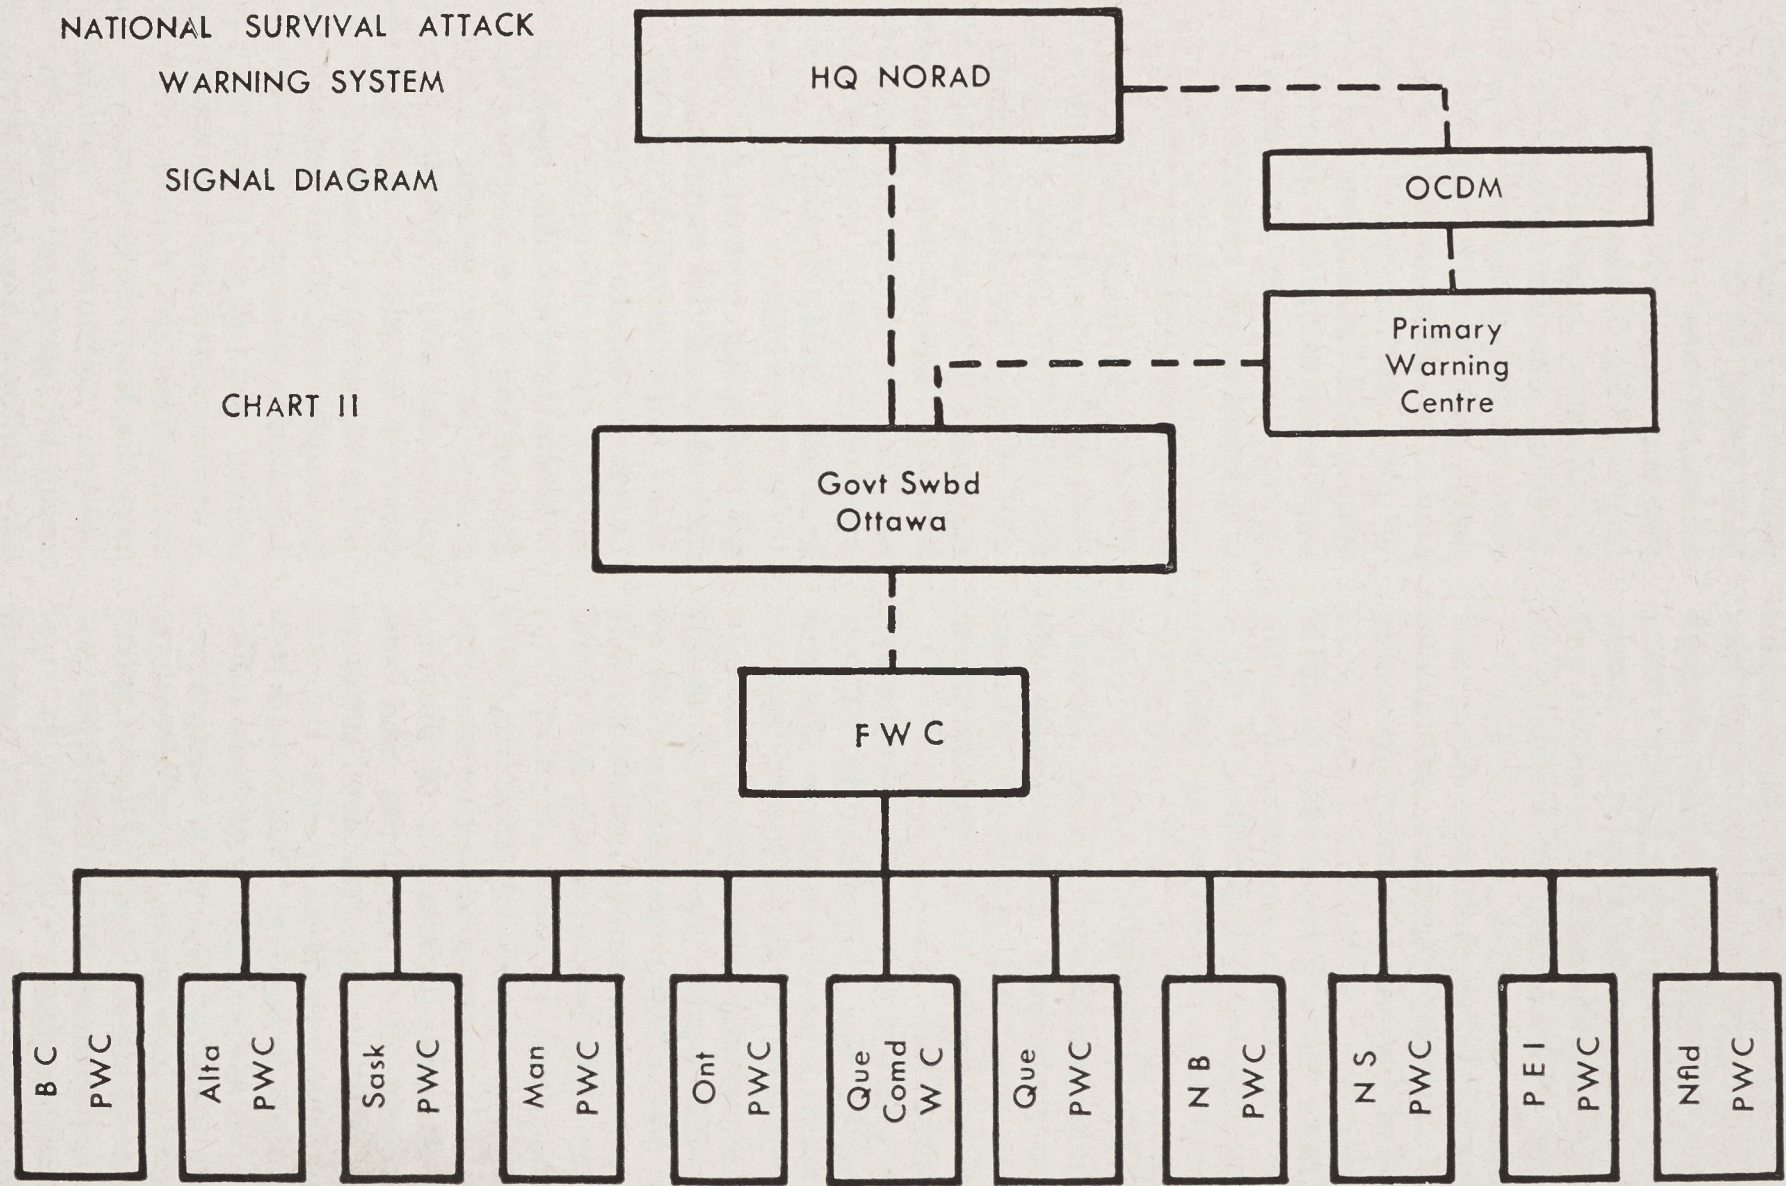 NATIONAL SURVIVAL ATTACK
WARNING SYSTEM
SIGNAL DIAGRAM
CHART II
HQ NORAD
OCDM
Primary
Warning
Centre
Govt Swbd
Ottawa
F W C
B C
PWC
Alta
PWC
Sask
PWC
Man
PWC
Ont
PWC
Que
Comd
W C
Que
PWC
N B
PWC
N S
PWC
P E I
PWC
Nfld
PWC